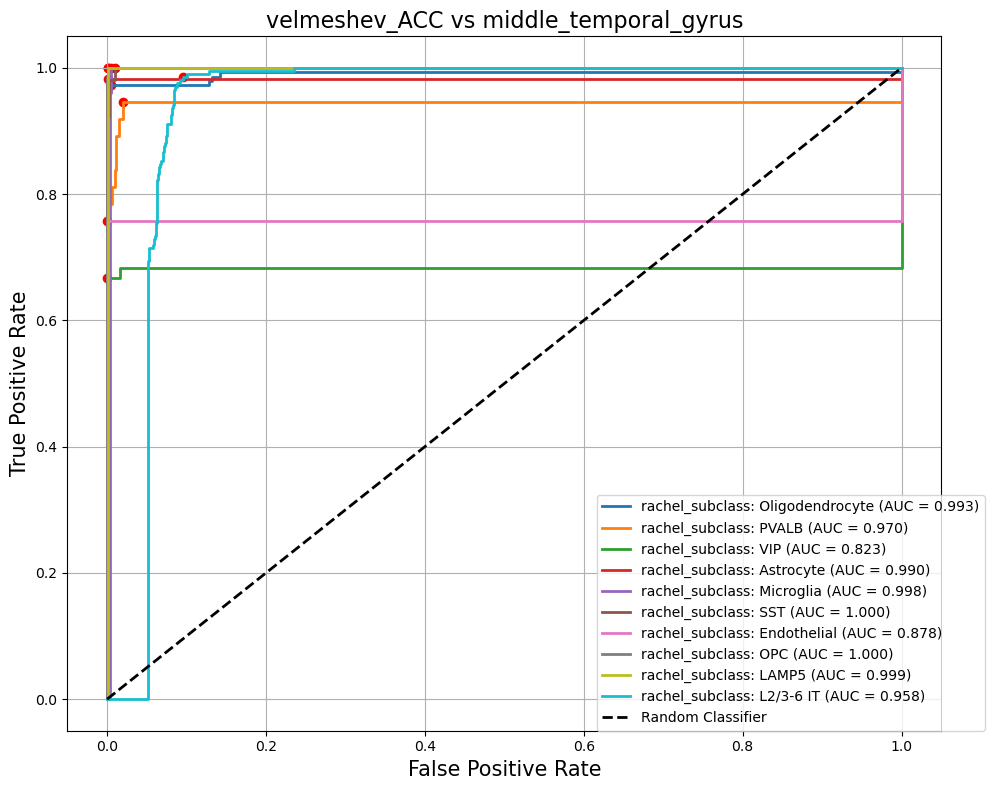 velmeshev_ACC vs middle_temporal_gyrus
True Positive Rate
1.0
0.8
0.6
0.4
0.2
0.0
0.0
0.2
0.4
0.6
0.8
1.0
False Positive Rate
rachel_subclass: Oligodendrocyte (AUC = 0.993)
rachel_subclass: PVALB (AUC = 0.970)
rachel_subclass: VIP (AUC = 0.823)
rachel_subclass: Astrocyte (AUC = 0.990)
rachel_subclass: Microglia (AUC = 0.998)
rachel_subclass: SST (AUC = 1.000)
rachel_subclass: Endothelial (AUC = 0.878)
rachel_subclass: OPC (AUC = 1.000)
rachel_subclass: LAMP5 (AUC = 0.999)
rachel_subclass: L2/3-6 IT (AUC = 0.958)
Random Classifier